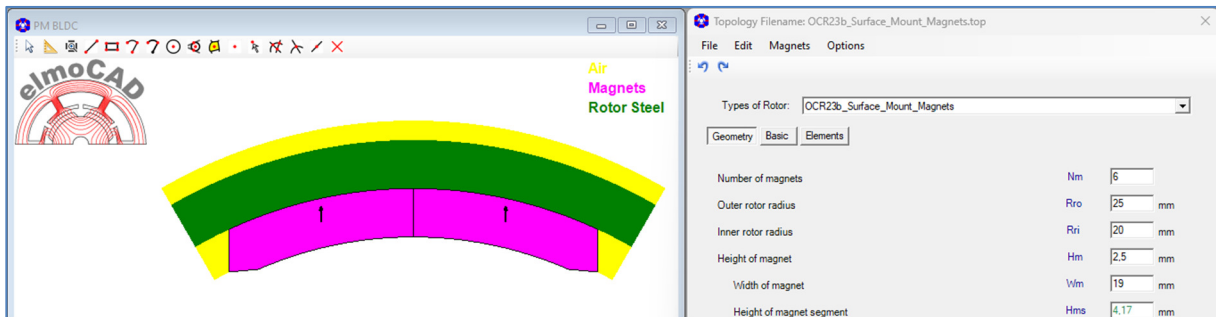 PM BLDC
elmoCAD
Air
Magnets
Rotor Steel
Topology Filename: OCR23b_Surface_Mount_Magnets.top
File Edit Magnets Options
Types of Rotor: OCR23b_Surface_Mount_Magnets
Geometry Basic Elements
Number of magnets Nm 6
Outer rotor radius Rro 25 mm
Inner rotor radius Rri 20 mm
Height of magnet Hm 2,5 mm
Width of magnet Wm 19 mm
Height of magnet segment Hms 4,17 mm